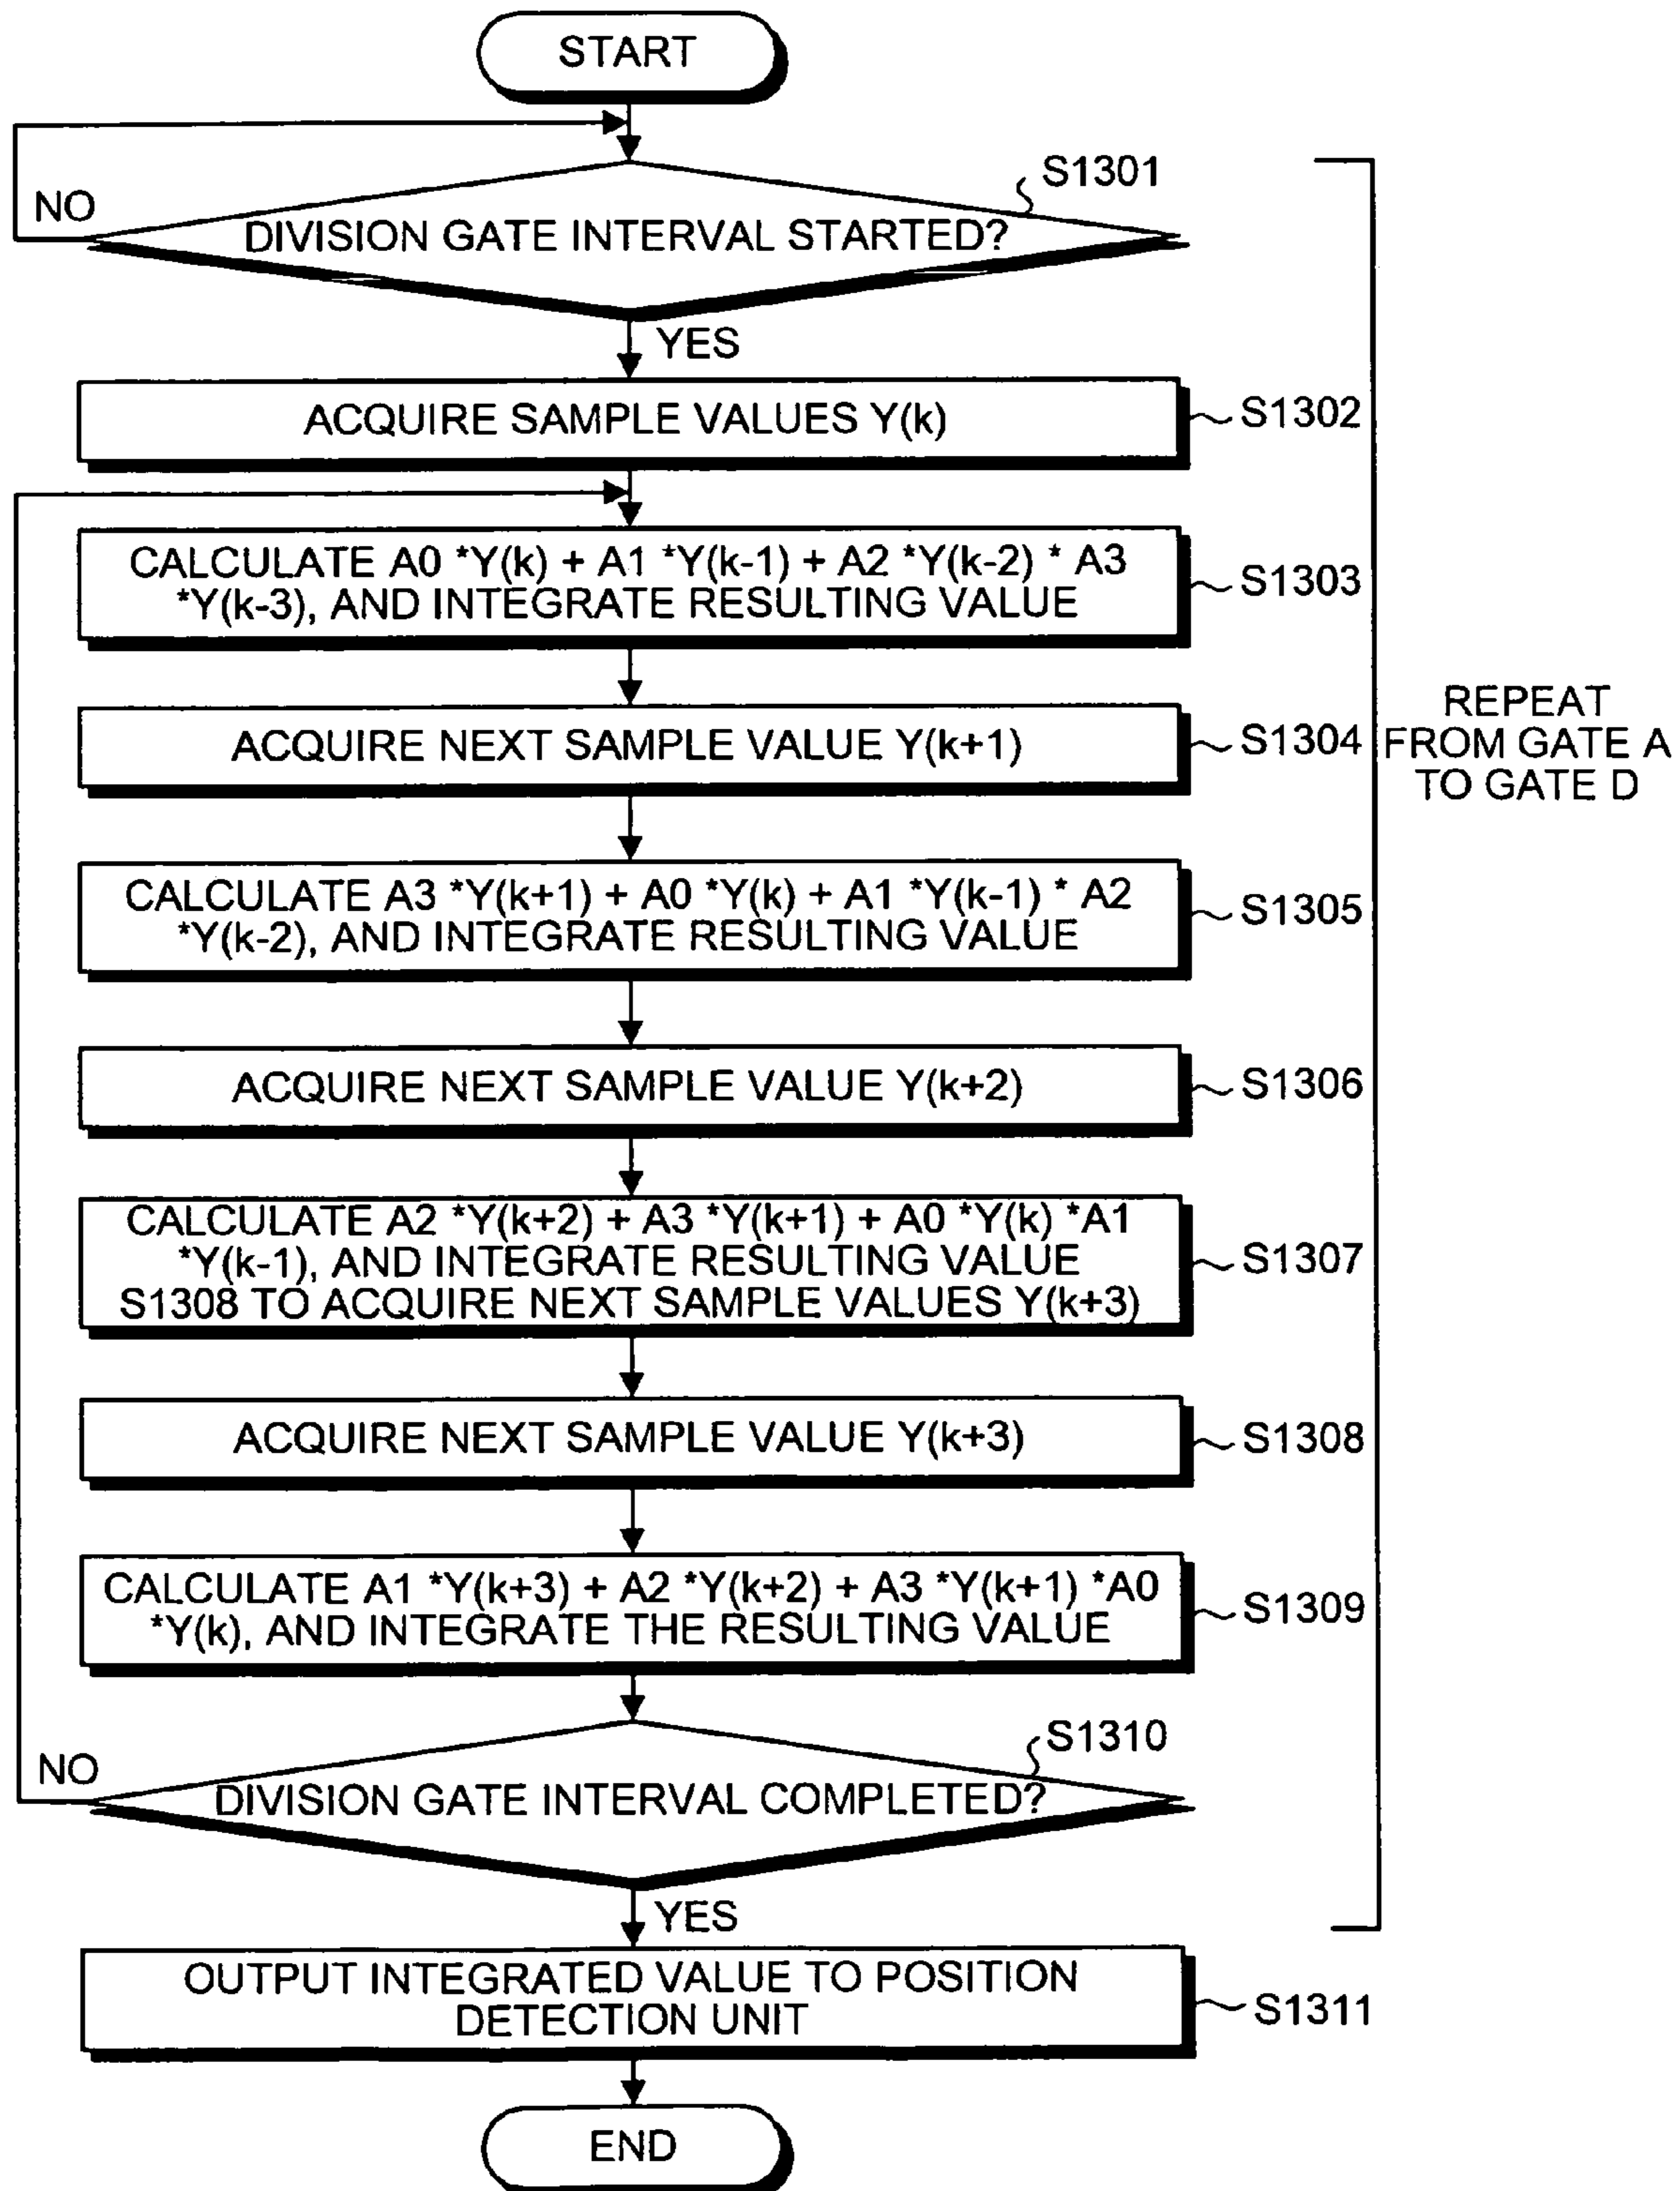 START
NO
S1301
DIVISION GATE INTERVAL STARTED?
YES
ACQUIRE SAMPLE VALUES Y(k)
S1302
CALCULATE A0 *Y(k) + A1 *Y(k-1) + A2 *Y(k-2) * A3
*Y(k-3), AND INTEGRATE RESULTING VALUE
S1303
ACQUIRE NEXT SAMPLE VALUE Y(k+1)
S1304
REPEAT
FROM GATE A
TO GATE D
CALCULATE A3 *Y(k+1) + A0 *Y(k) + A1 *Y(k-1) * A2
*Y(k-2), AND INTEGRATE RESULTING VALUE
S1305
ACQUIRE NEXT SAMPLE VALUE Y(k+2)
S1306
CALCULATE A2 *Y(k+2) + A3 *Y(k+1) + A0 *Y(k) *A1
*Y(k-1), AND INTEGRATE RESULTING VALUE
S1308 TO ACQUIRE NEXT SAMPLE VALUES Y(k+3)
S1307
ACQUIRE NEXT SAMPLE VALUE Y(k+3)
S1308
CALCULATE A1 *Y(k+3) + A2 *Y(k+2) + A3 *Y(k+1) *A0
*Y(k), AND INTEGRATE THE RESULTING VALUE
S1309
S1310
NO
DIVISION GATE INTERVAL COMPLETED?
YES
OUTPUT INTEGRATED VALUE TO POSITION
DETECTION UNIT
S1311
END